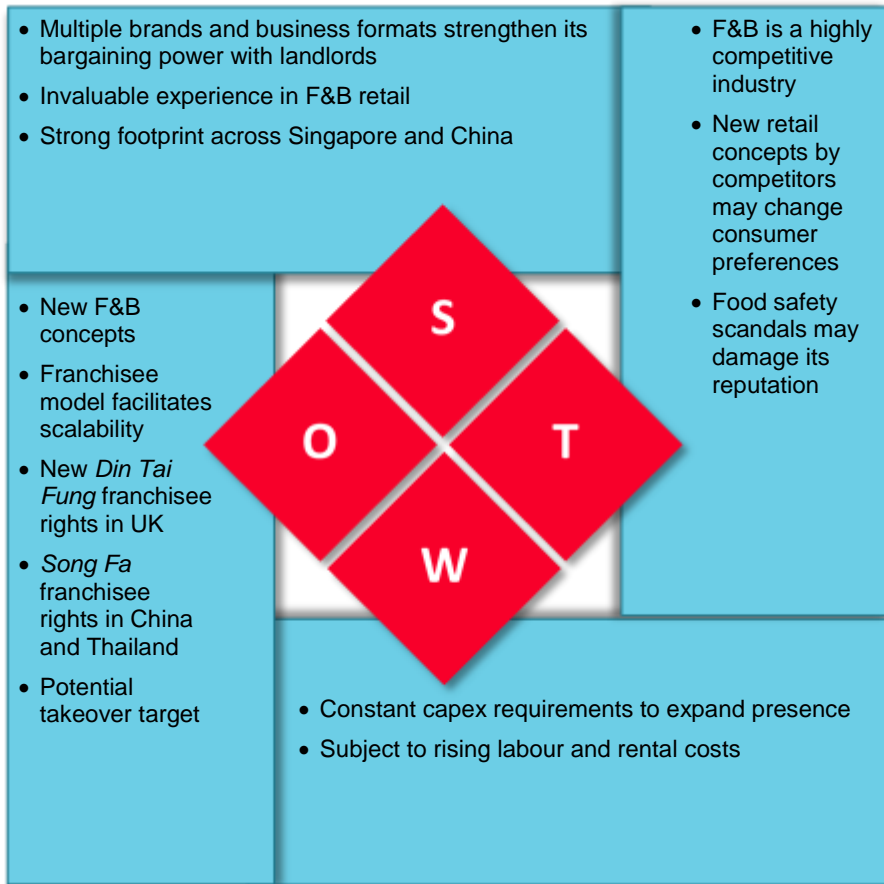 • Multiple brands and business formats strengthen its
bargaining power with landlords
• Invaluable experience in F&B retail
• Strong footprint across Singapore and China
• F&B is a highly
competitive
industry
• New retail
concepts by
competitors
may change
consumer
preferences
• Food safety
scandals may
damage its
reputation
• New F&B
concepts
• Franchisee
model facilitates
scalability
• New Din Tai
Fung franchisee
rights in UK
• Song Fa
franchisee
rights in China
and Thailand
• Potential
takeover target
S
O
T
W
• Constant capex requirements to expand presence
• Subject to rising labour and rental costs